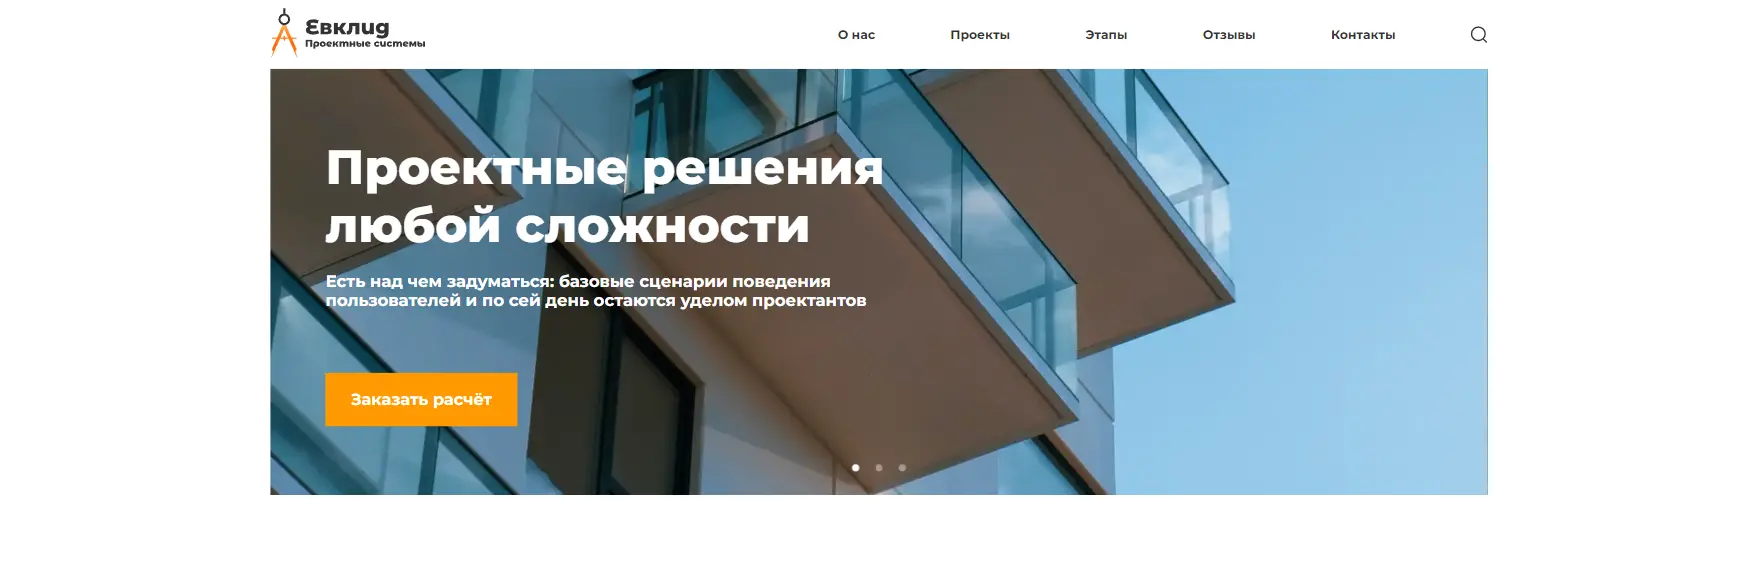 Евклид
Проектные системы
О нас
Проекты
Этапы
Отзывы
Контакты
Проектные решения
любой сложности
Есть над чем задуматься: базовые сценарии поведения
пользователей и по сей день остаются уделом проектантов
Заказать расчёт